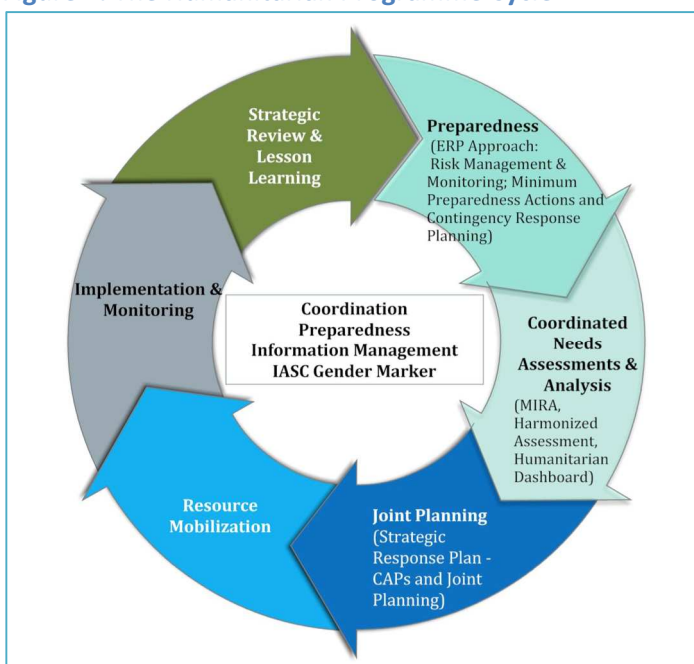 Strategic
Review &
Lesson
Learning
Preparedness
(ERP Approach:
Risk Management &
Monitoring; Minimum
Preparedness Actions and
Contingency Response
Planning)
Coordinated
Needs
Assessments &
Analysis
(MIRA,
Harmonized
Assessment,
Humanitarian
Dashboard)
Joint Planning
(Strategic
Response Plan -
CAPs and Joint
Planning)
Resource
Mobilization
Implementation &
Monitoring
Coordination
Preparedness
Information Management
IASC Gender Marker